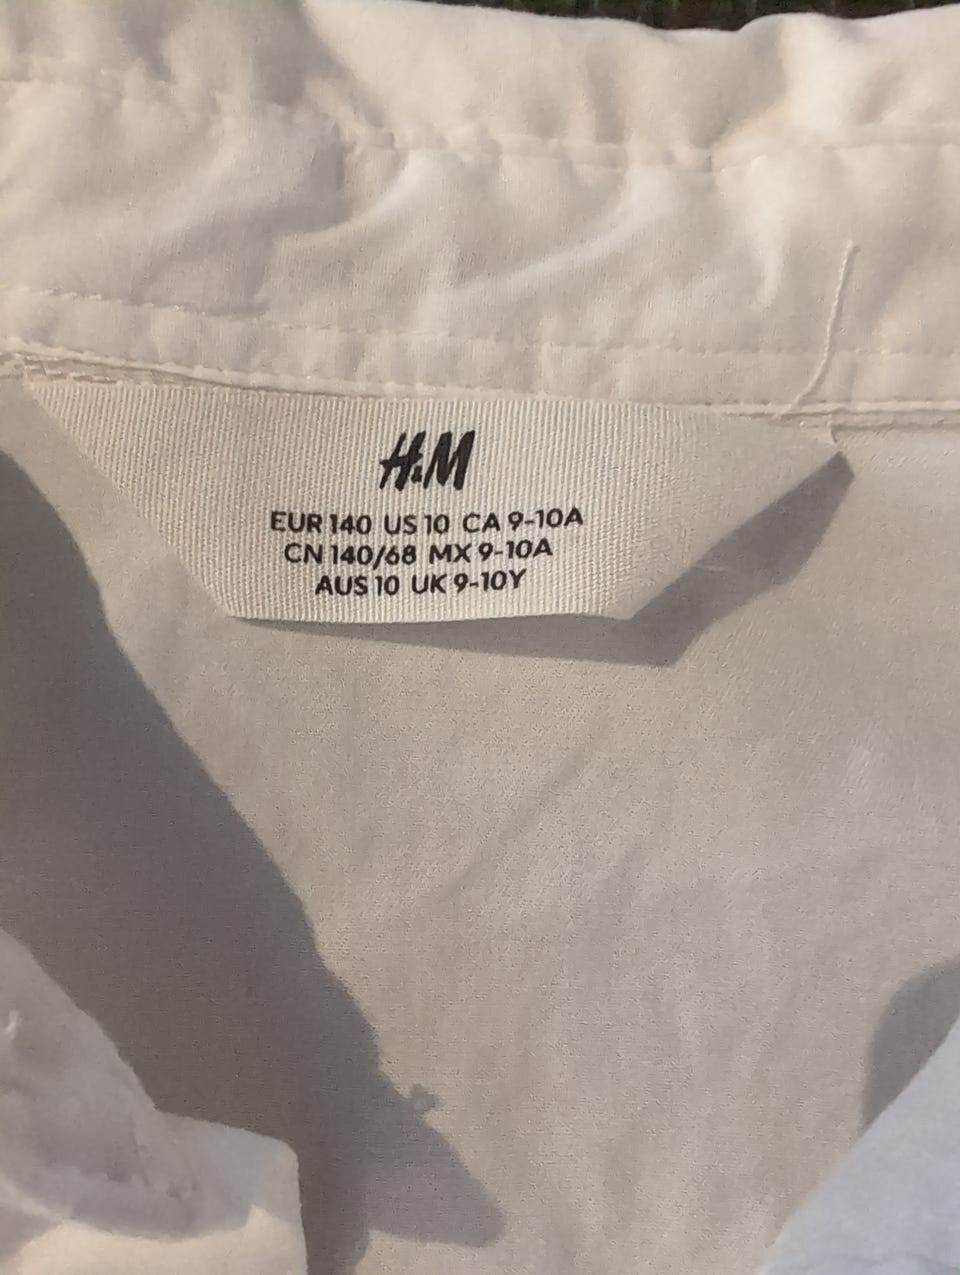 H&M
EUR 140 US 10 CA 9-10A
CN 140/68 MX 9-10A
AUS 10 UK 9-10Y